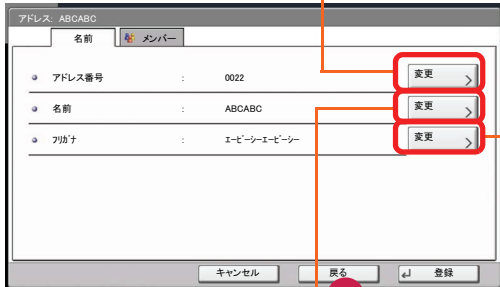 アドレス: ABCABC
名前 メンバー
アドレス番号 : 0022 変更
名前 : ABCABC 変更
フリガナ : エービーシーエービーシー 変更
キャンセル 戻る 登録